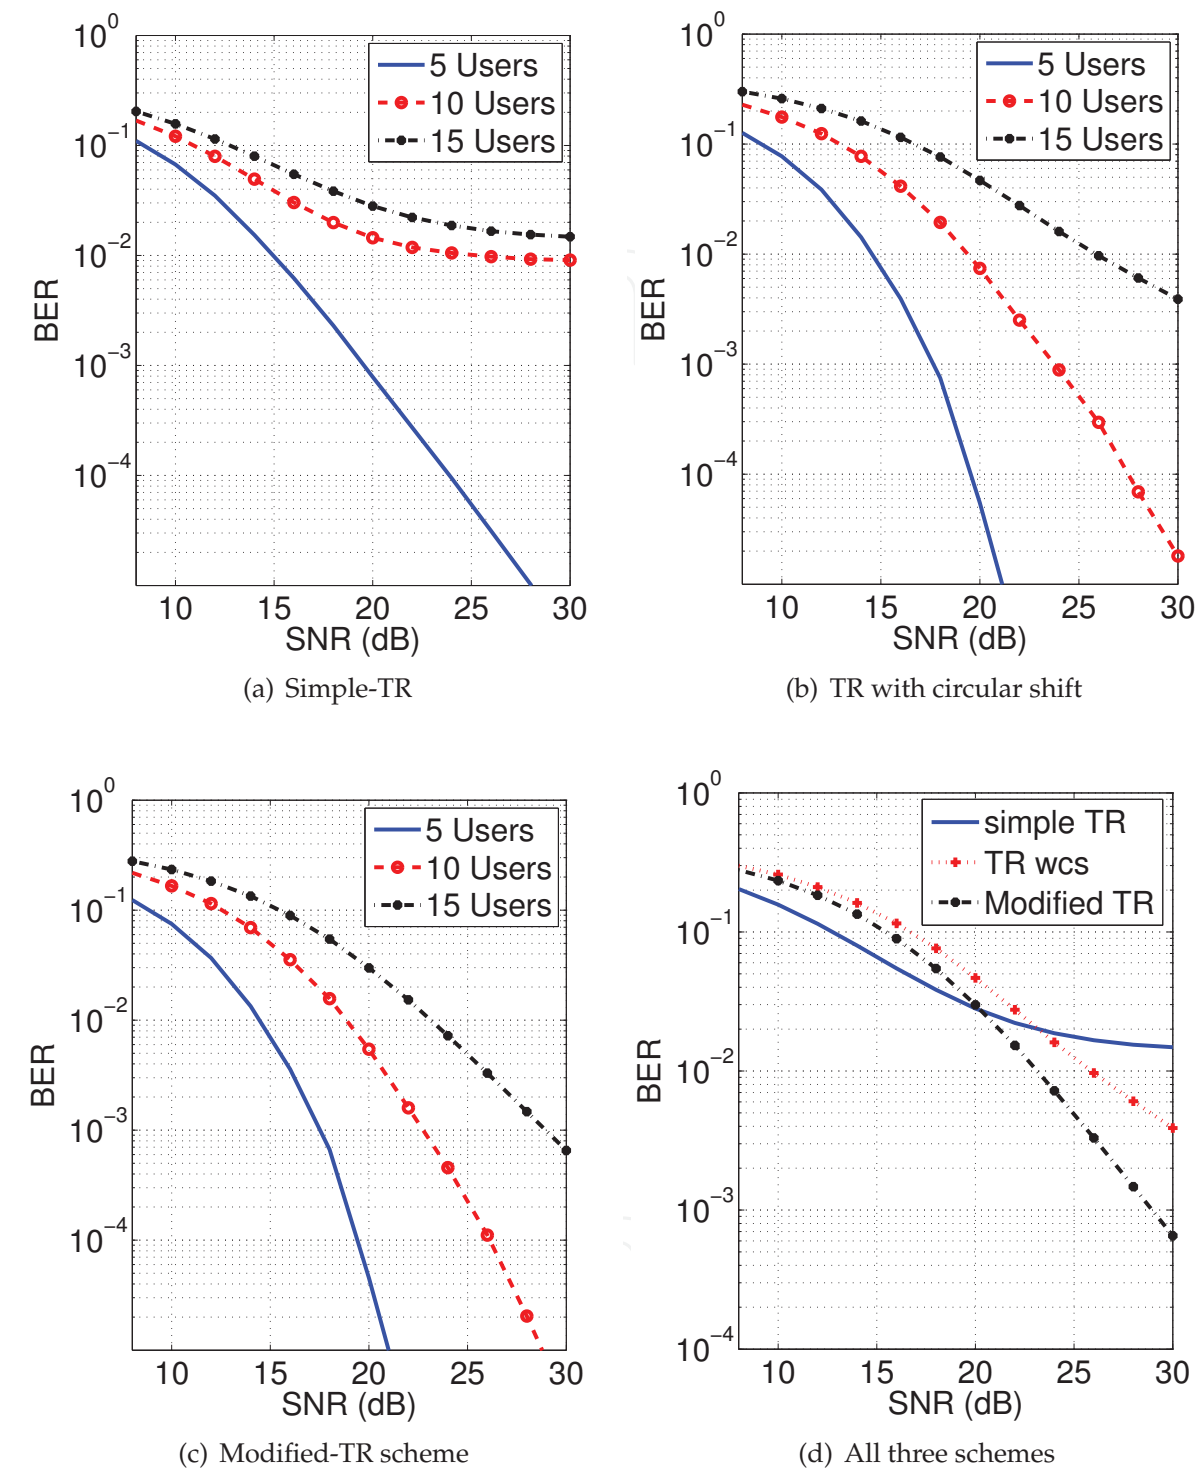 10^0
10^−1
10^−2
10^−3
10^−4
BER
5 Users
10 Users
15 Users
10 15 20 25 30
SNR (dB)
(a) Simple-TR
10^0
10^−1
10^−2
10^−3
10^−4
BER
5 Users
10 Users
15 Users
10 15 20 25 30
SNR (dB)
(b) TR with circular shift
10^0
10^−1
10^−2
10^−3
10^−4
BER
5 Users
10 Users
15 Users
10 15 20 25 30
SNR (dB)
(c) Modified-TR scheme
10^0
10^−1
10^−2
10^−3
10^−4
BER
simple TR
TR wcs
Modified TR
10 15 20 25 30
SNR (dB)
(d) All three schemes